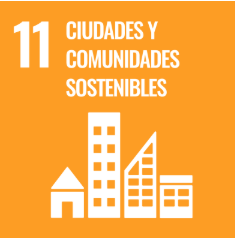 11 CIUDADES Y
COMUNIDADES
SOSTENIBLES